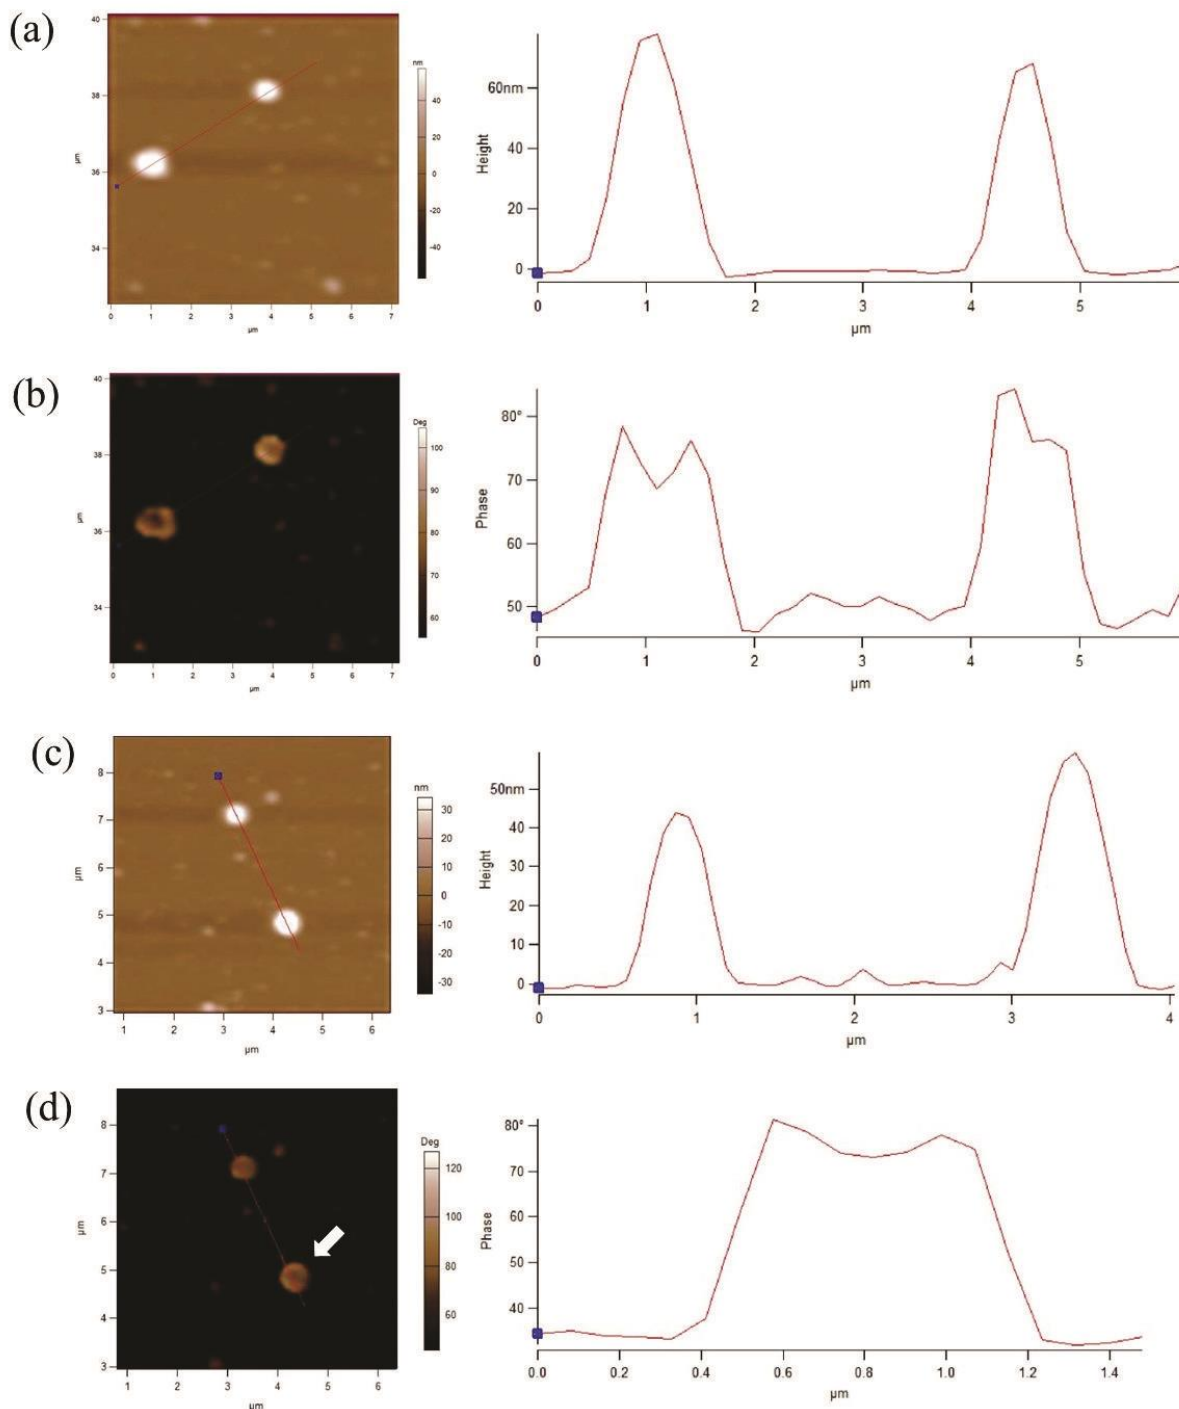 (a)
40
38
36
34
µm
0 1 2 3 4 5 6 7
µm
nm
40
20
0
-20
-40
60nm
40
20
0
Height
0 1 2 3 4 5
µm
(b)
40
38
36
34
µm
0 1 2 3 4 5 6 7
µm
Deg
100
90
80
70
60
80°
70
60
50
Phase
0 1 2 3 4 5
µm
(c)
8
7
6
5
4
3
µm
1 2 3 4 5 6
µm
nm
30
20
10
0
-10
-20
-30
50nm
40
30
20
10
0
Height
0 1 2 3 4
µm
(d)
8
7
6
5
4
3
µm
1 2 3 4 5 6
µm
Deg
120
100
80
60
80°
70
60
50
40
Phase
0.0 0.2 0.4 0.6 0.8 1.0 1.2 1.4
µm